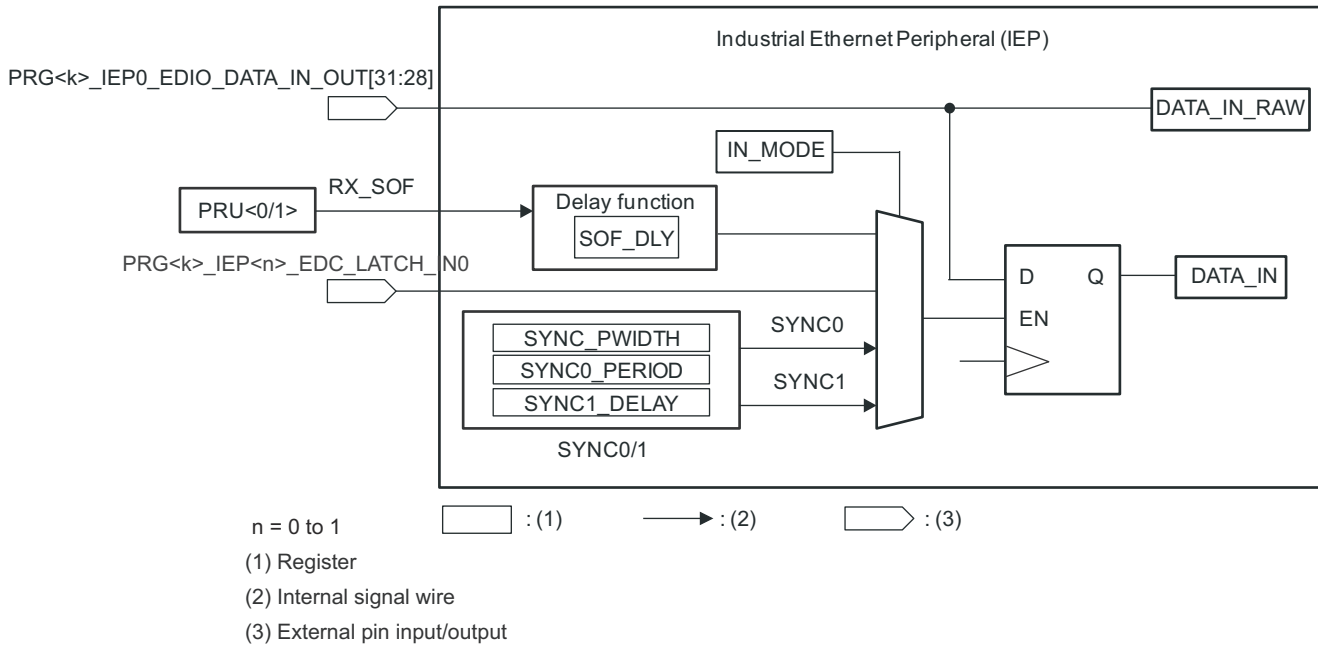 Industrial Ethernet Peripheral (IEP)
PRG<k>_IEP0_EDIO_DATA_IN_OUT[31:28]
DATA_IN_RAW
IN_MODE
RX_SOF
Delay function
PRU<0/1>
SOF_DLY
PRG<k>_IEP<n>_EDC_LATCH_IN0
D
Q
DATA_IN
SYNC0
EN
SYNC_PWIDTH
SYNC0_PERIOD
SYNC1
SYNC1_DELAY
SYNC0/1
n = 0 to 1
: (1)
: (2)
: (3)
(1) Register
(2) Internal signal wire
(3) External pin input/output